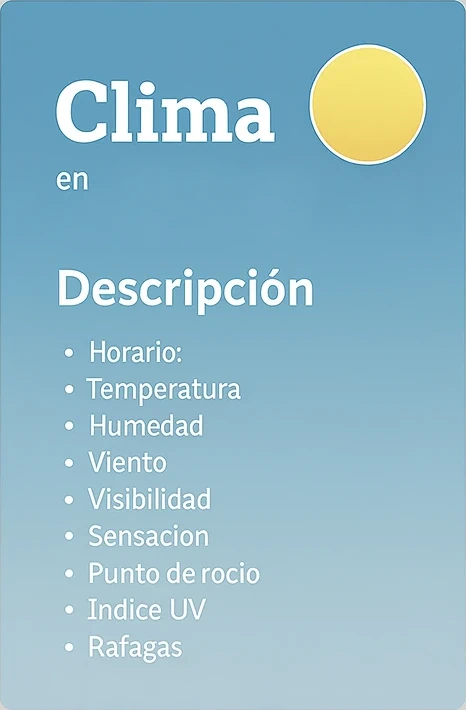 Clima
en
Descripción
• Horario:
• Temperatura
• Humedad
• Viento
• Visibilidad
• Sensacion
• Punto de rocio
• Indice UV
• Rafagas